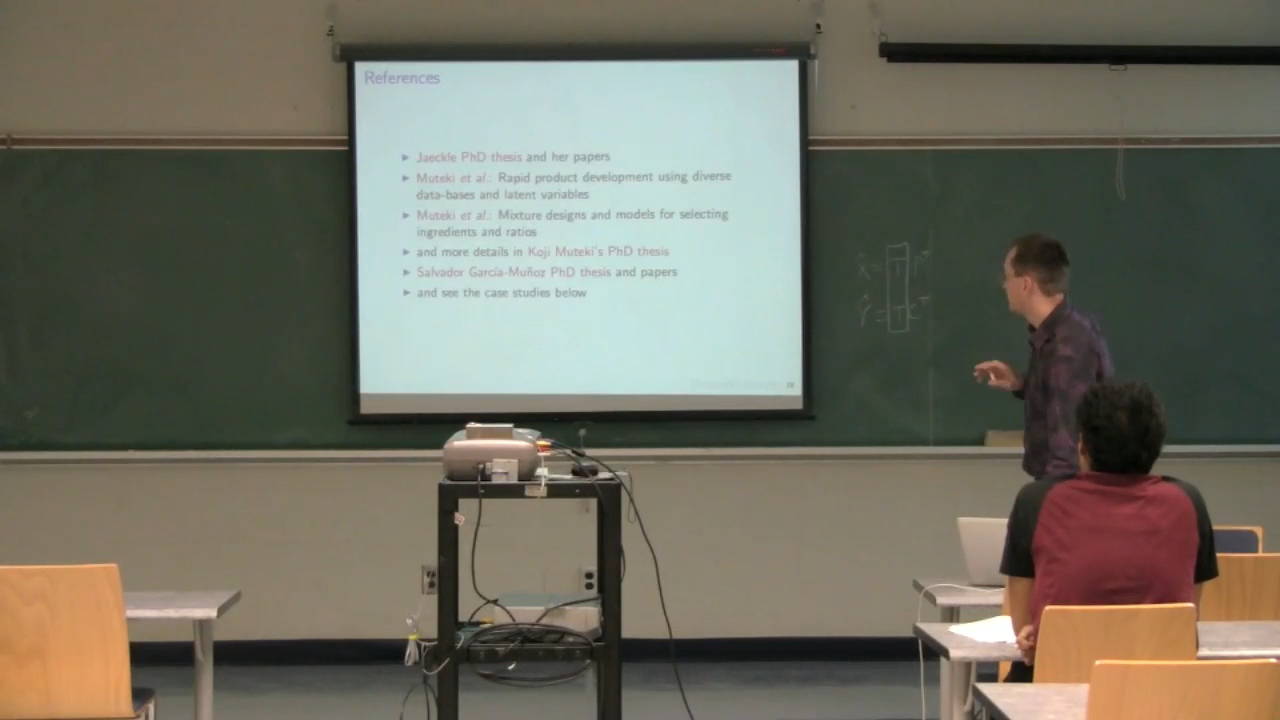 References
▶ Jaeckle PhD thesis and her papers
▶ Muteki et al.: Rapid product development using diverse
data-bases and latent variables
▶ Muteki et al.: Mixture designs and models for selecting
ingredients and ratios
▶ and more details in Koji Muteki's PhD thesis
▶ Salvador García-Muñoz PhD thesis and papers
▶ and see the case studies below